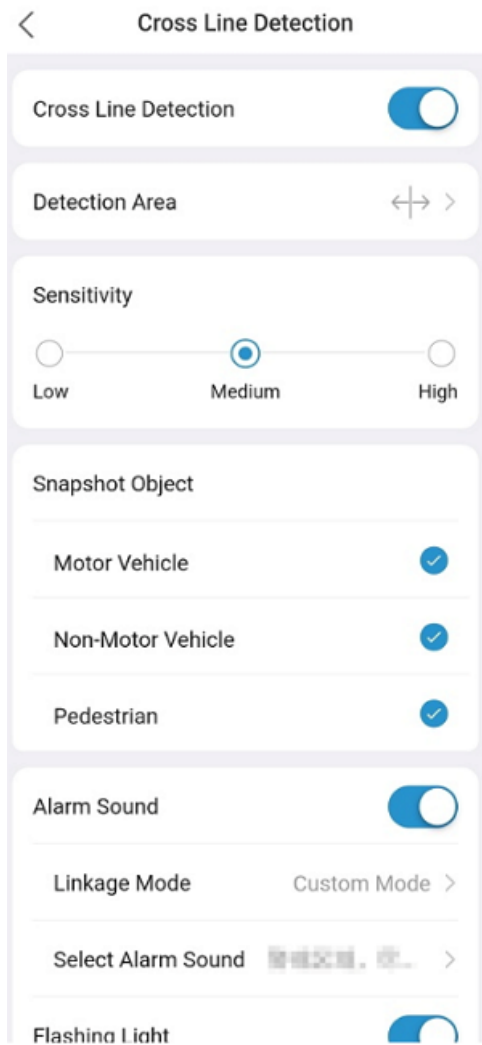 Cross Line Detection
Cross Line Detection
Detection Area
Sensitivity
Low Medium High
Snapshot Object
Motor Vehicle
Non-Motor Vehicle
Pedestrian
Alarm Sound
Linkage Mode Custom Mode
Select Alarm Sound
Flashing Light